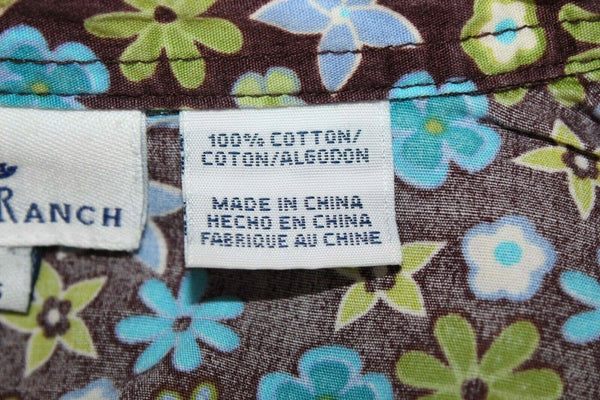 100% COTTON/
COTON/ALGODON
MADE IN CHINA
HECHO EN CHINA
FABRIQUE AU CHINE
RANCH